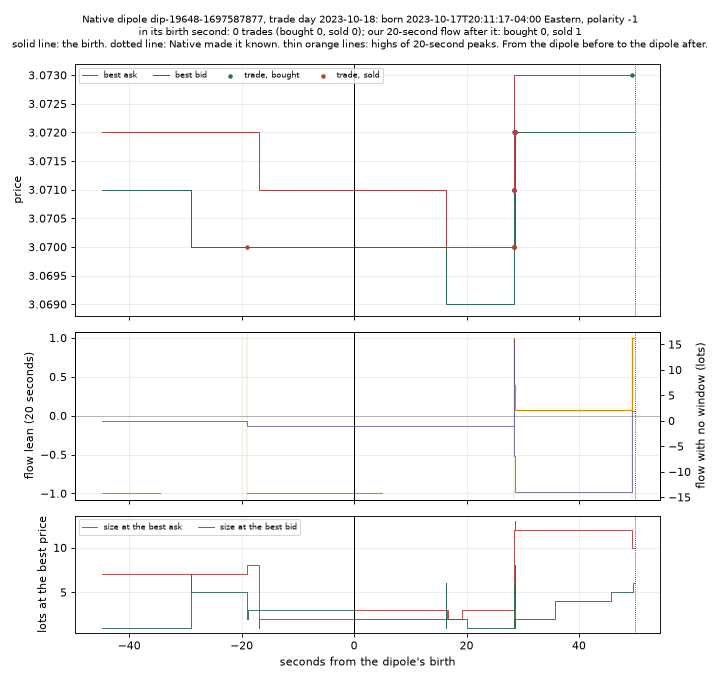 Native dipole dip-19648-1697587877, trade day 2023-10-18: born 2023-10-17T20:11:17-04:00 Eastern, polarity -1
in its birth second: 0 trades (bought 0, sold 0); our 20-second flow after it: bought 0, sold 1
solid line: the birth. dotted line: Native made it known. thin orange lines: highs of 20-second peaks. From the dipole before to the dipole after.
best ask best bid trade, bought trade, sold
3.0730
3.0725
3.0720
3.0715
3.0710
3.0705
3.0700
3.0695
3.0690
price
1.0
0.5
0.0
−0.5
−1.0
flow lean (20 seconds)
15
10
5
0
−5
−10
−15
flow with no window (lots)
size at the best ask size at the best bid
10
5
lots at the best price
−40 −20 0 20 40
seconds from the dipole's birth